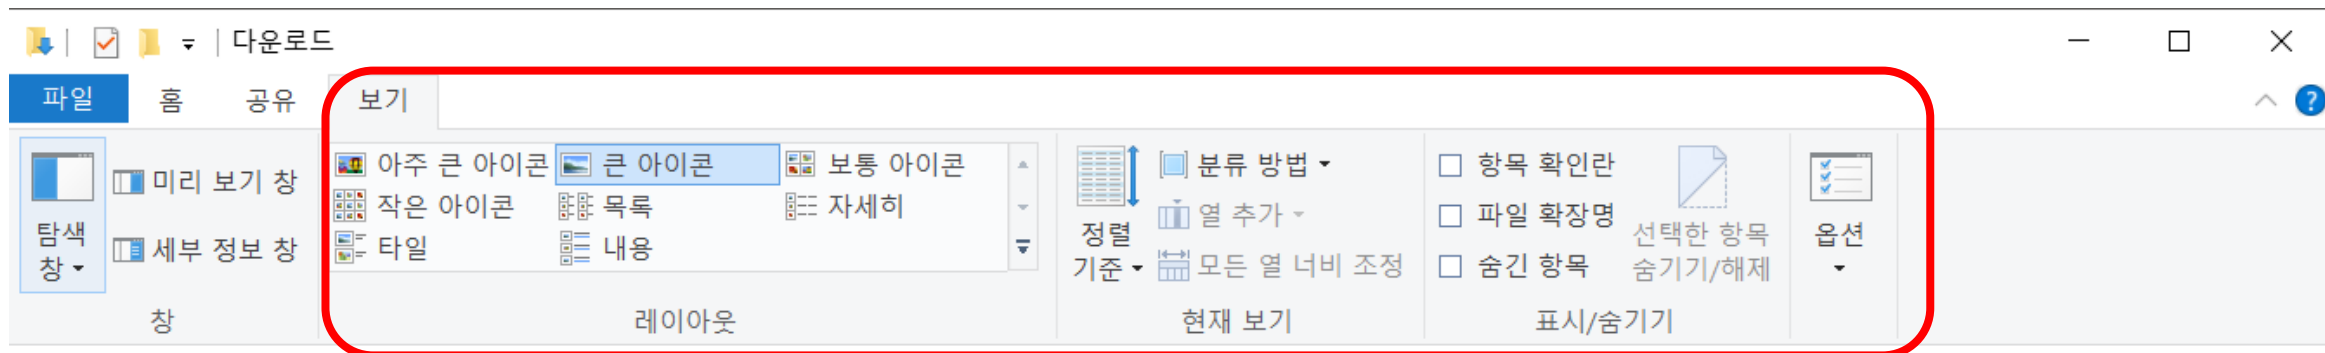 다운로드
파일 홈 공유 보기
탐색 창
미리 보기 창
세부 정보 창
창
아주 큰 아이콘 큰 아이콘 보통 아이콘
작은 아이콘 목록 자세히
타일 내용
레이아웃
정렬 기준
분류 방법
열 추가
모든 열 너비 조정
현재 보기
항목 확인란
파일 확장명
숨긴 항목
선택한 항목
숨기기/해제
표시/숨기기
옵션
?